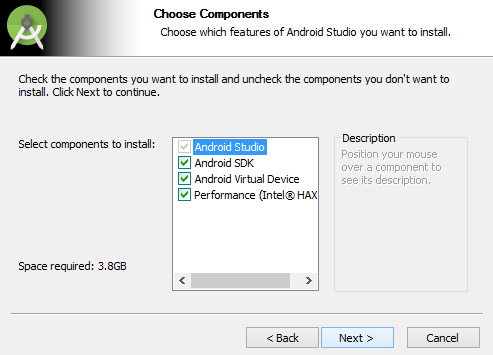 Choose Components
Choose which features of Android Studio you want to install.
Check the components you want to install and uncheck the components you don't want to
install. Click Next to continue.
Select components to install:
Android Studio
Android SDK
Android Virtual Device
Performance (Intel® HAX
Description
Position your mouse
over a component to
see its description.
Space required: 3.8GB
< Back
Next >
Cancel